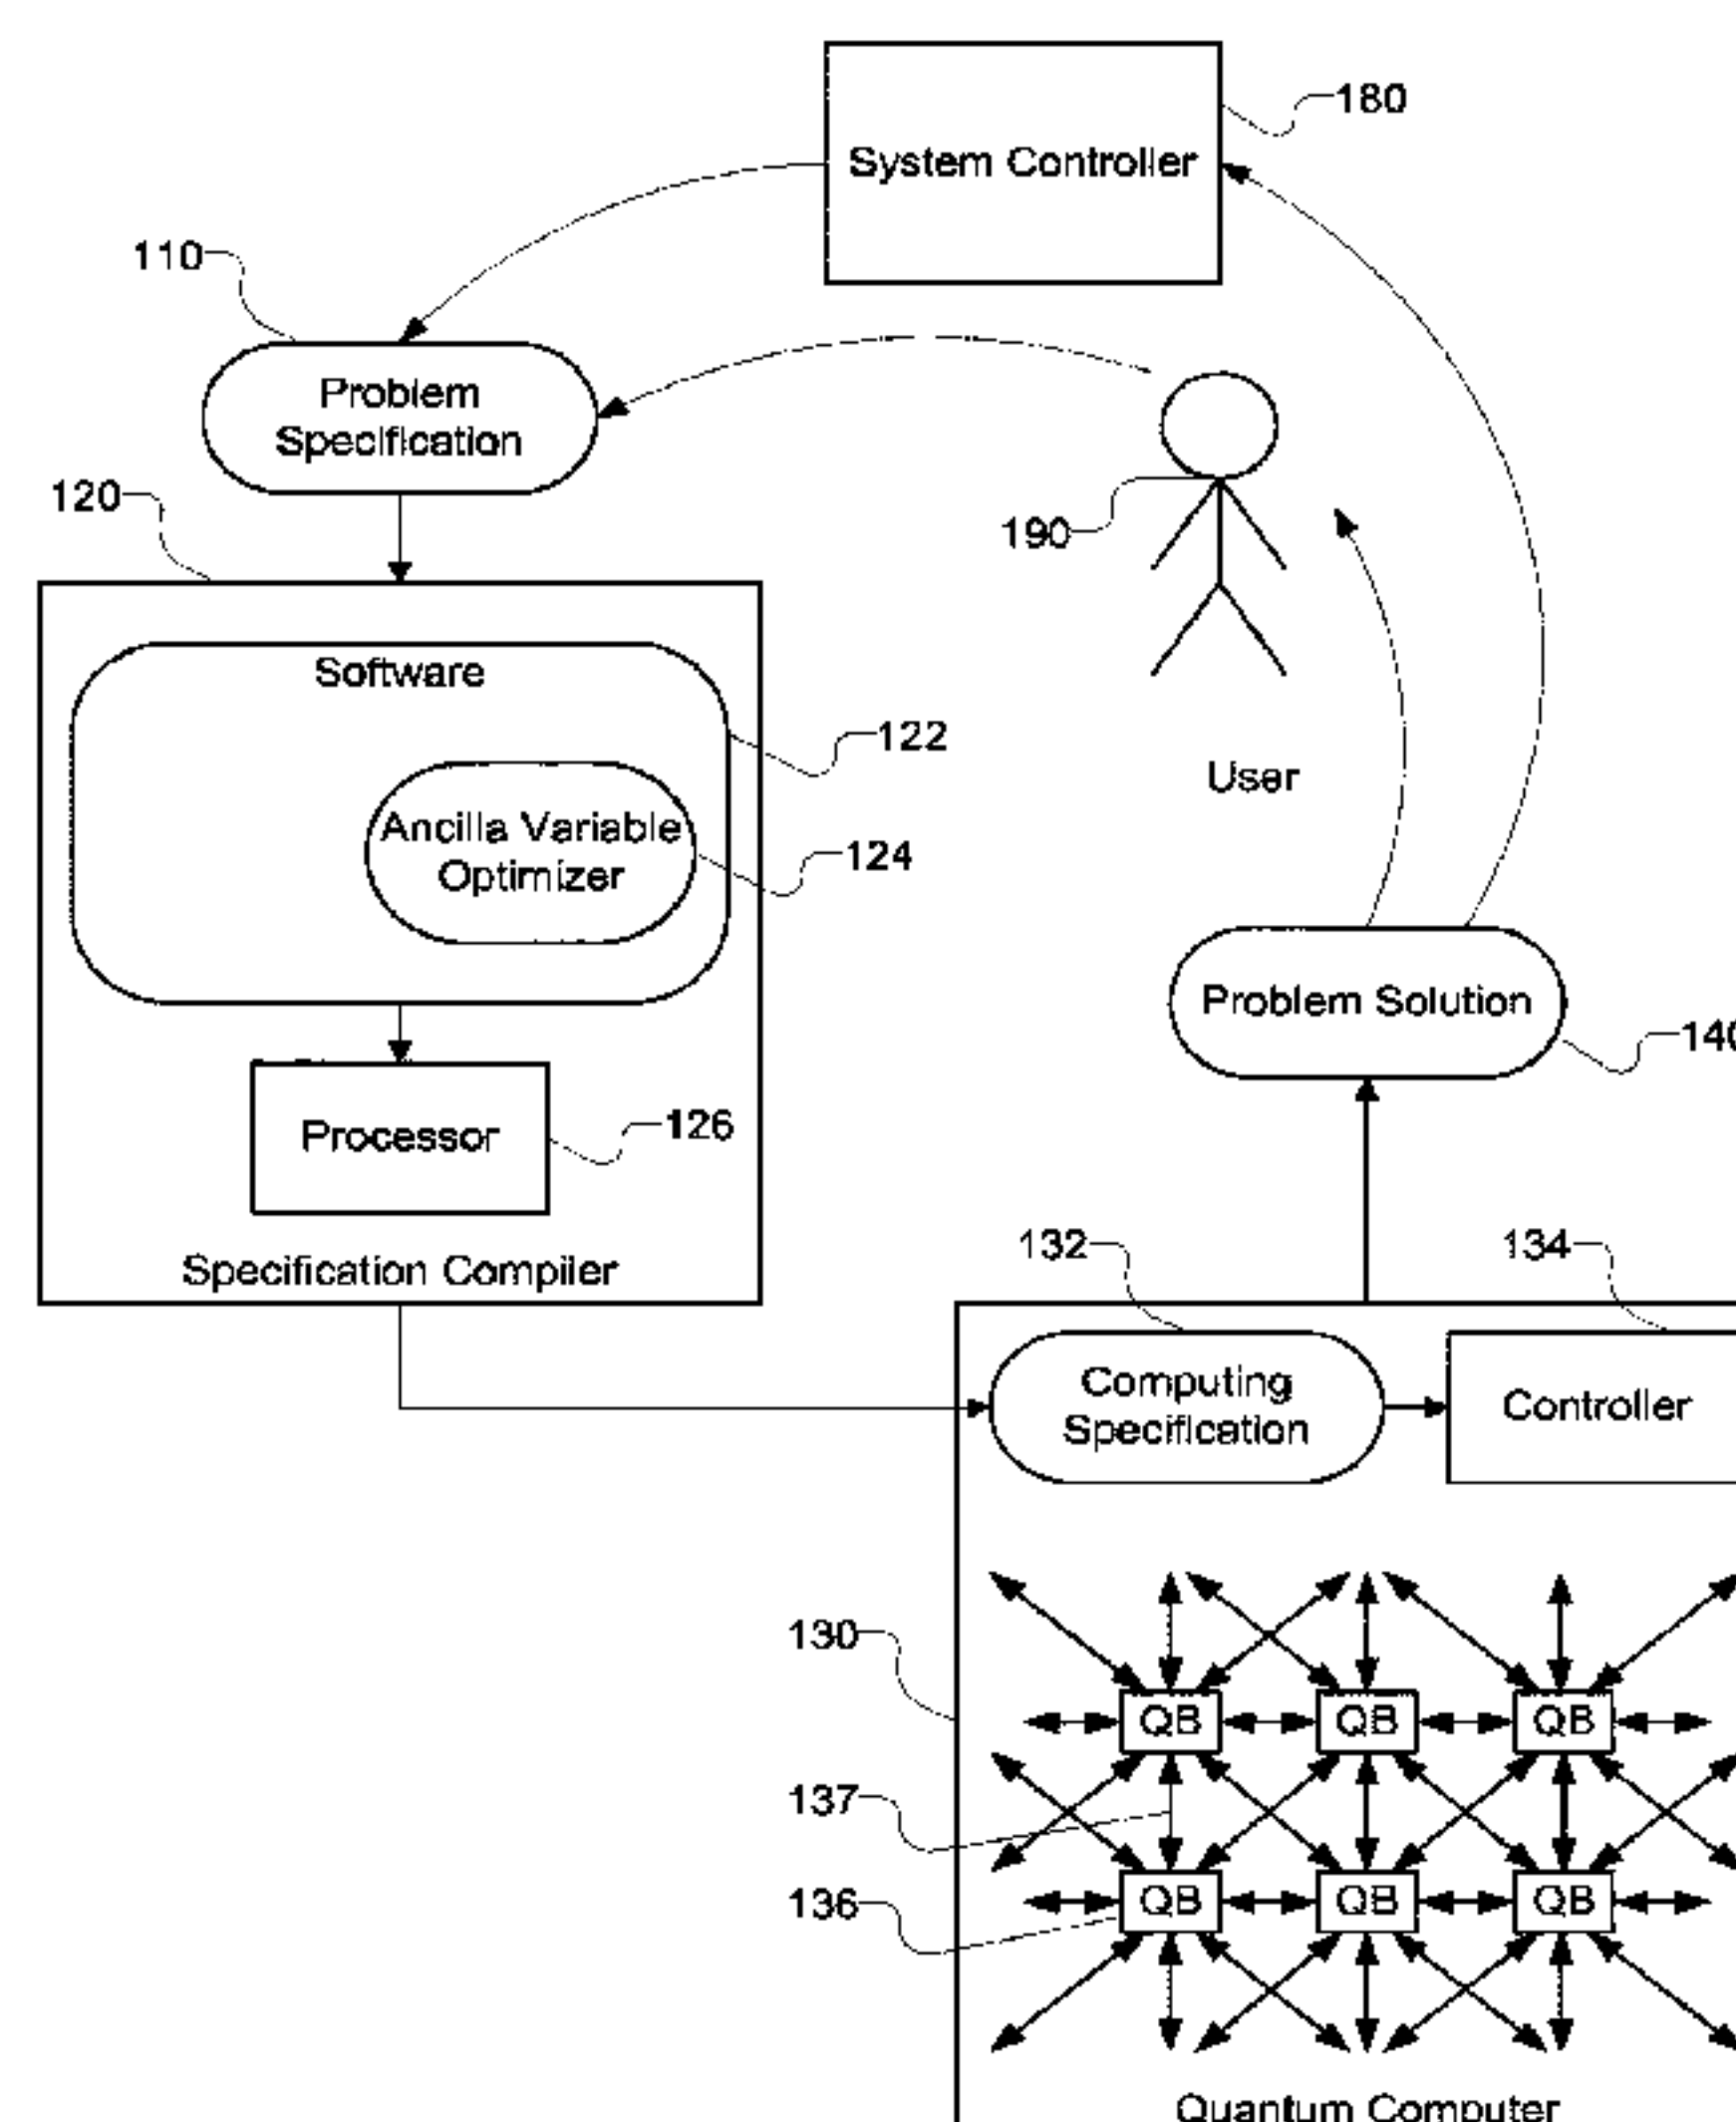 180
System Controller
110
Problem
Specification
120
190
Software
122
User
Ancilla Variable
Optimizer
124
Problem Solution
140
126
Processor
132
134
Specification Compiler
Computing
Specification
Controller
130
QB QB QB
137
136
QB QB QB
Quantum Computer